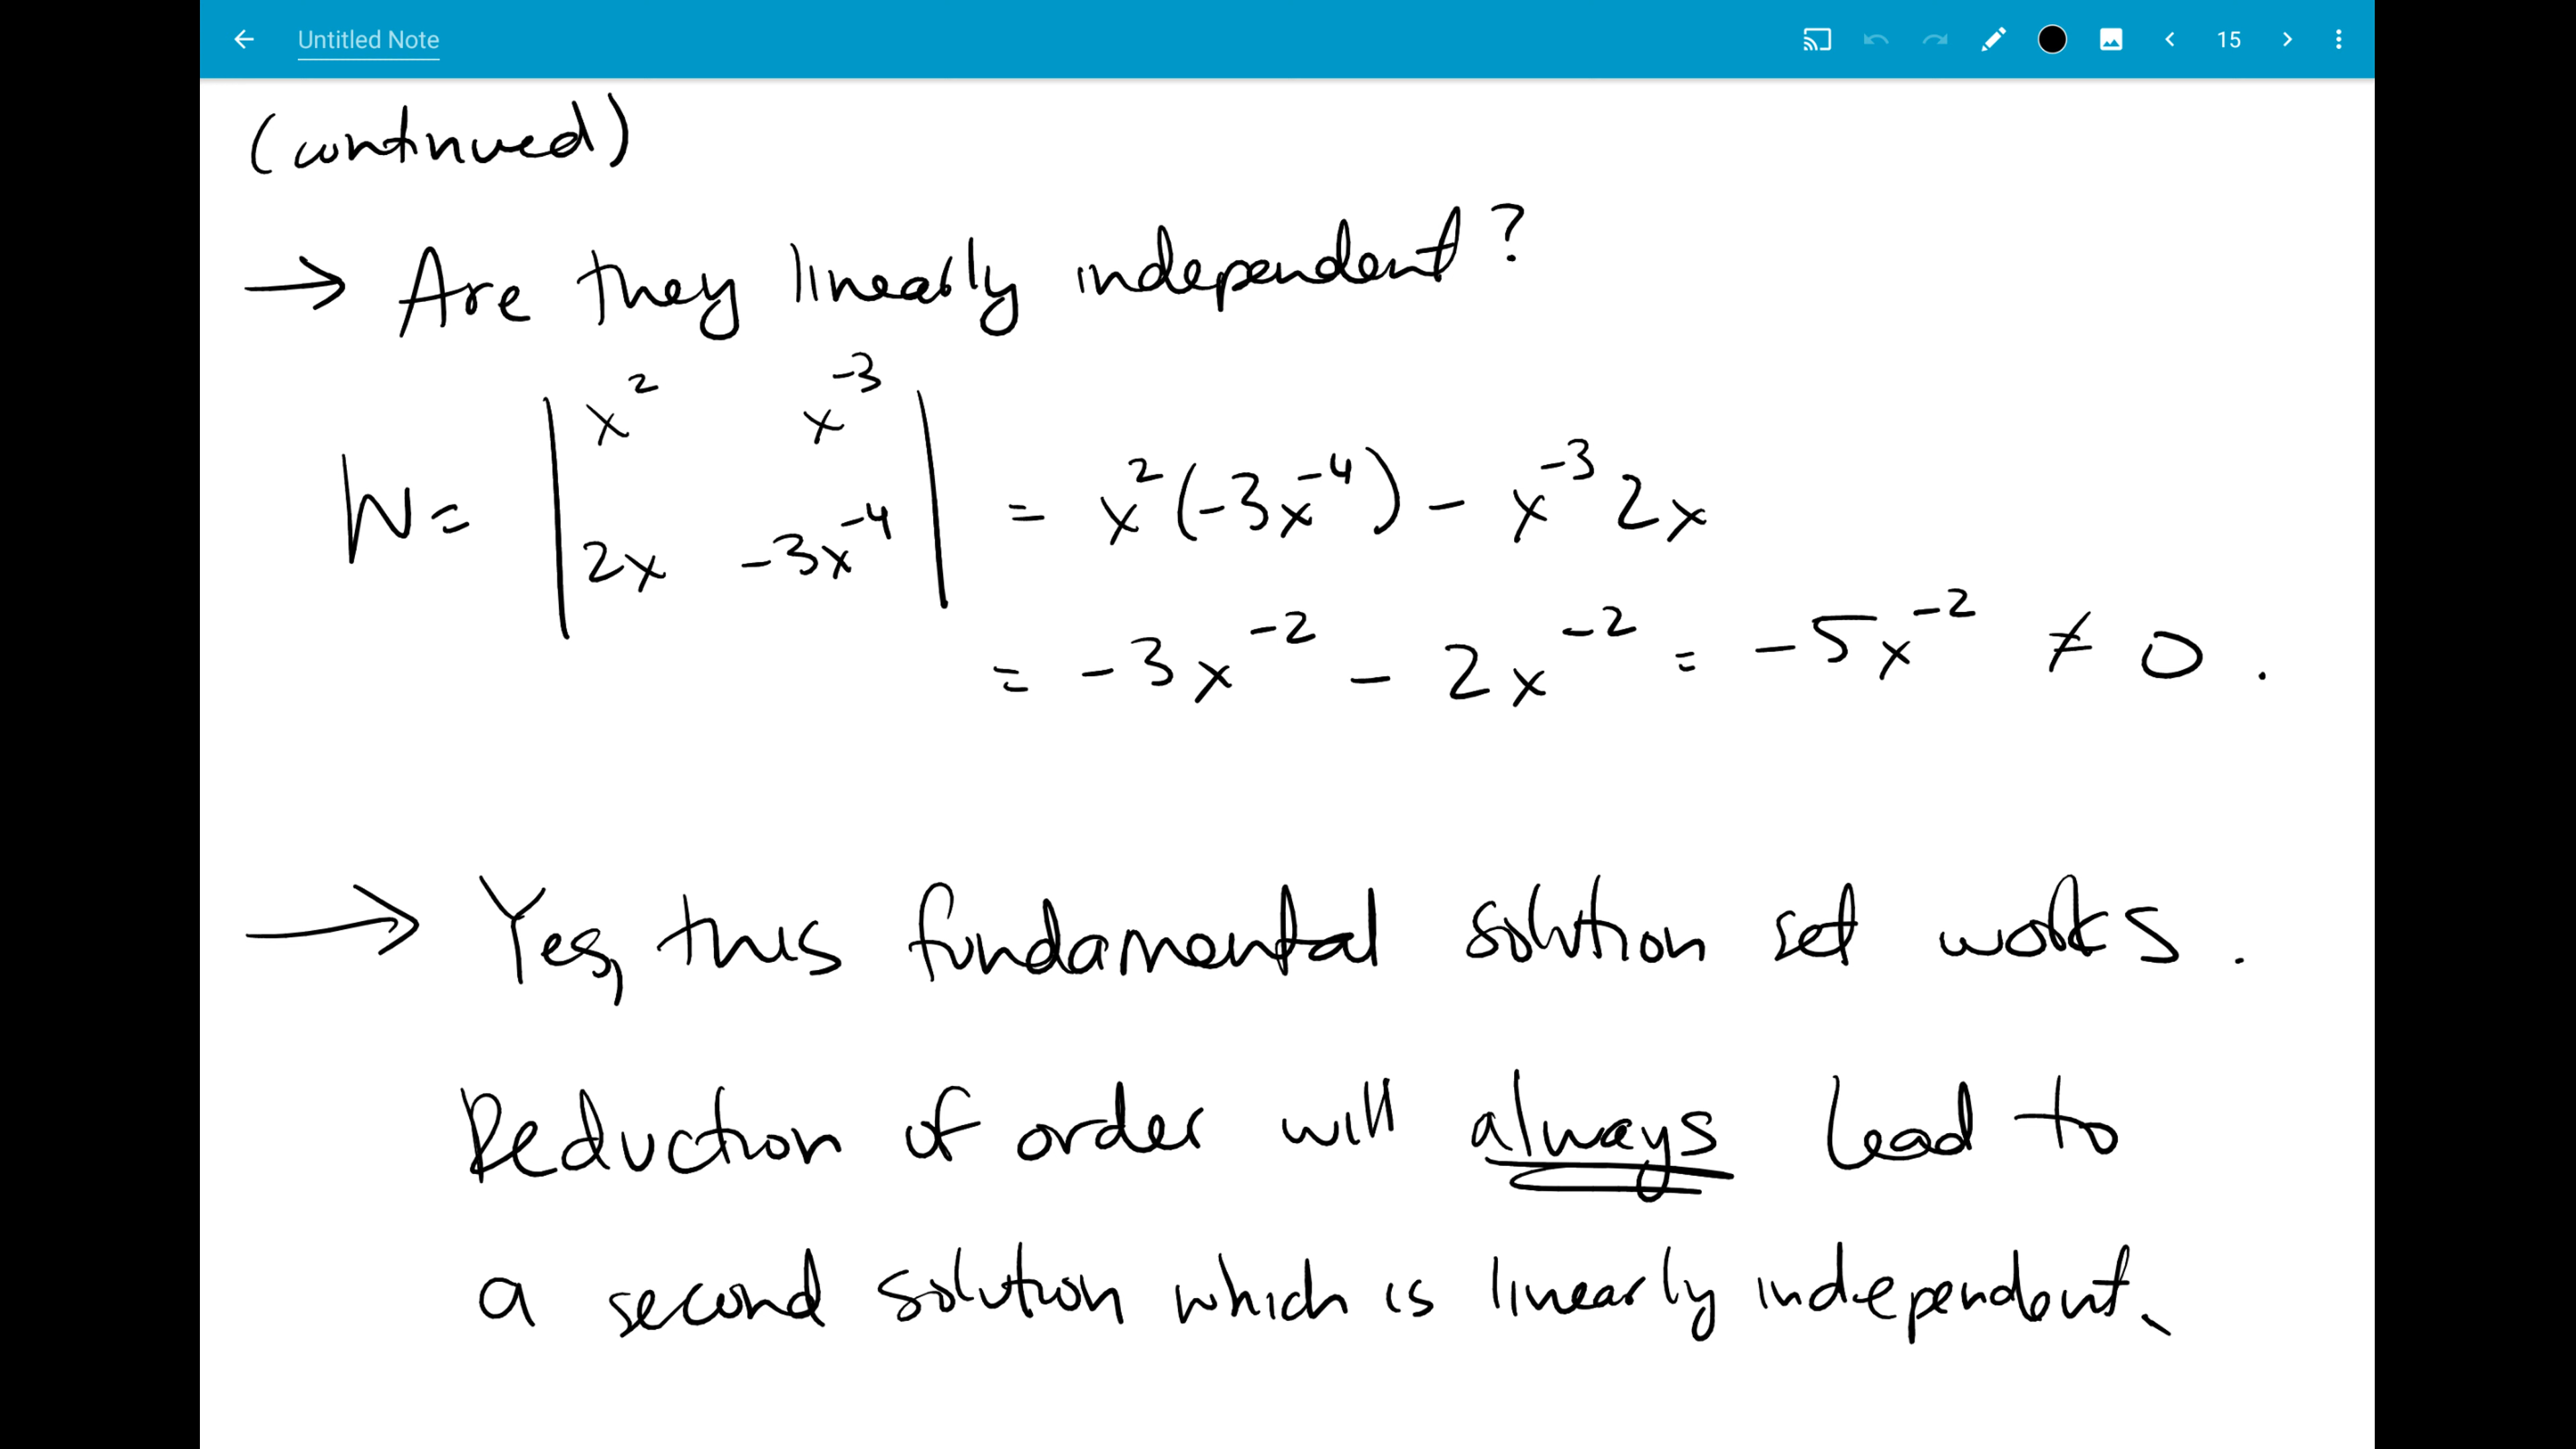 Untitled Note
15
(continued)
→ Are they linearly independent?
W = | x² x⁻³ |
| 2x -3x⁻⁴ | = x²(-3x⁻⁴) - x⁻³ 2x
= -3x⁻² - 2x⁻² = -5x⁻² ≠ 0.
→ Yes, this fundamental solution set works.
Reduction of order will always lead to
a second solution which is linearly independent.